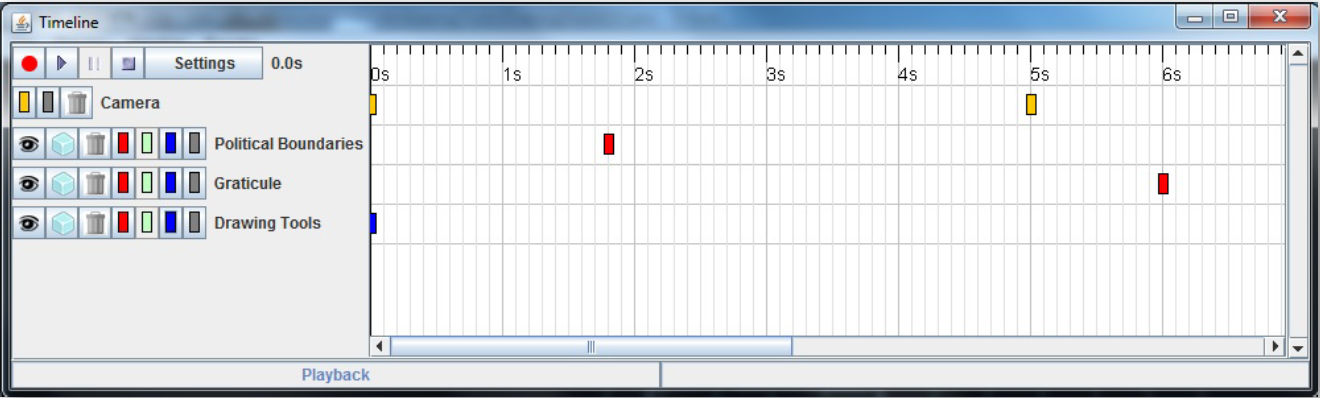 Timeline
Settings 0.0s
0s 1s 2s 3s 4s 5s 6s
Camera
Political Boundaries
Graticule
Drawing Tools
Playback